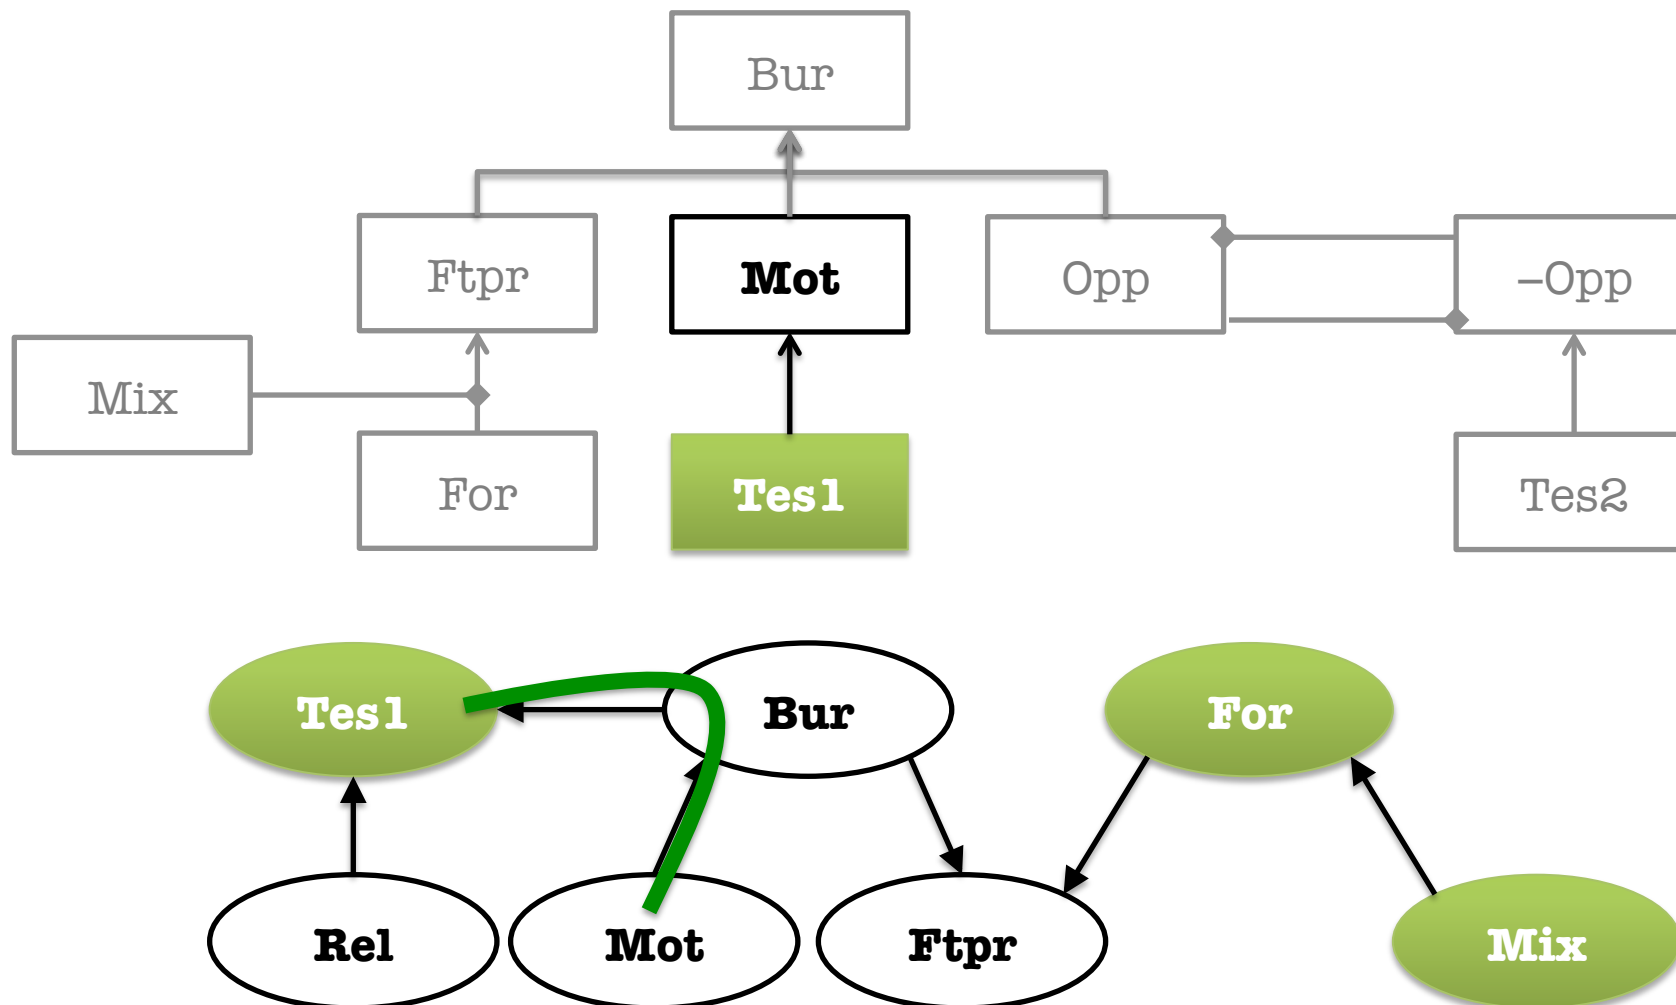 Bur
Ftpr
Mot
Opp
–Opp
Mix
For
Tes1
Tes2
Tes1
Bur
For
Rel
Mot
Ftpr
Mix